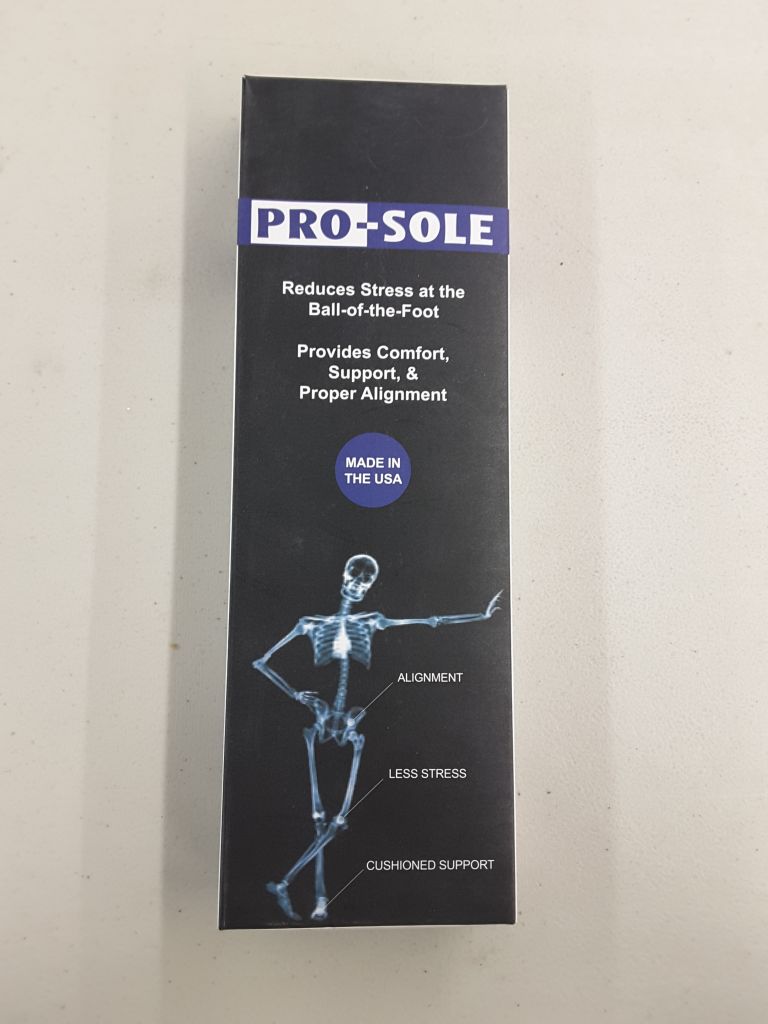 PRO-SOLE
Reduces Stress at the
Ball-of-the-Foot
Provides Comfort,
Support, &
Proper Alignment
MADE IN
THE USA
ALIGNMENT
LESS STRESS
CUSHIONED SUPPORT